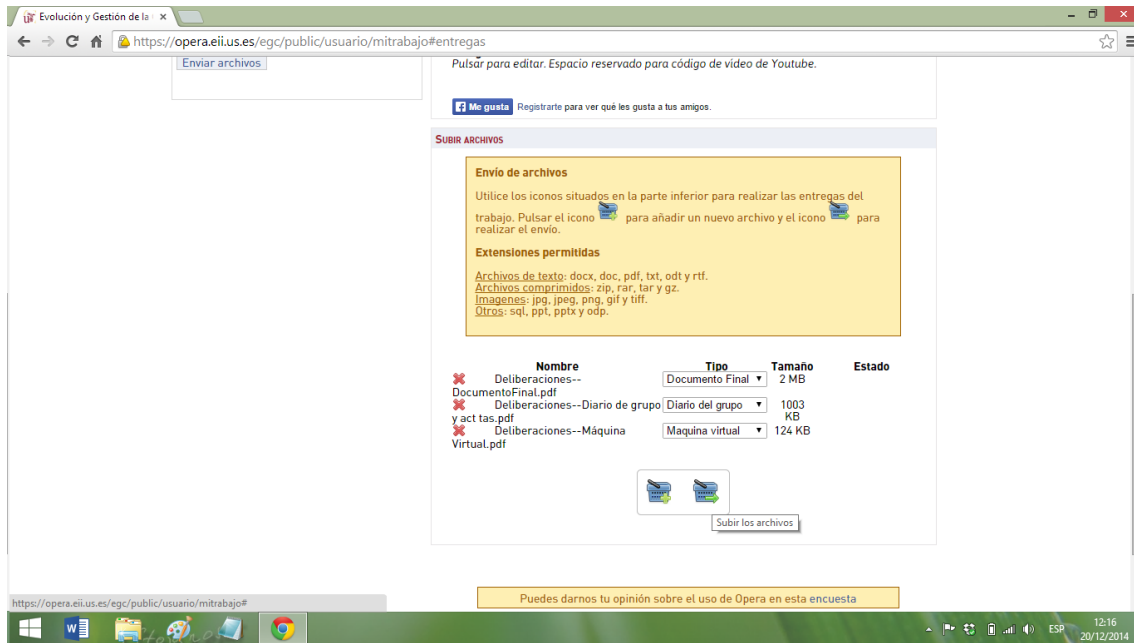 Evolución y Gestión de la
https://opera.eii.us.es/egc/public/usuario/mitrabajo#entregas
Enviar archivos
Pulsar para editar. Espacio reservado para código de vídeo de Youtube.
Me gusta Registrarte para ver qué les gusta a tus amigos.
SUBIR ARCHIVOS
Envío de archivos
Utilice los iconos situados en la parte inferior para realizar las entregas del
trabajo. Pulsar el icono para añadir un nuevo archivo y el icono para
realizar el envío.
Extensiones permitidas
Archivos de texto: docx, doc, pdf, txt, odt y rtf.
Archivos comprimidos: zip, rar, tar y gz.
Imagenes: jpg, jpeg, png, gif y tiff.
Otros: sql, ppt, pptx y odp.
Nombre Tipo Tamaño Estado
Deliberaciones-- Documento Final 2 MB
DocumentoFinal.pdf
Deliberaciones--Diario de grupo Diario del grupo 1003
y act tas.pdf KB
Deliberaciones--Máquina Maquina virtual 124 KB
Virtual.pdf
Subir los archivos
Puedes darnos tu opinión sobre el uso de Opera en esta encuesta
https://opera.eii.us.es/egc/public/usuario/mitrabajo#
ESP 12:16
20/12/2014